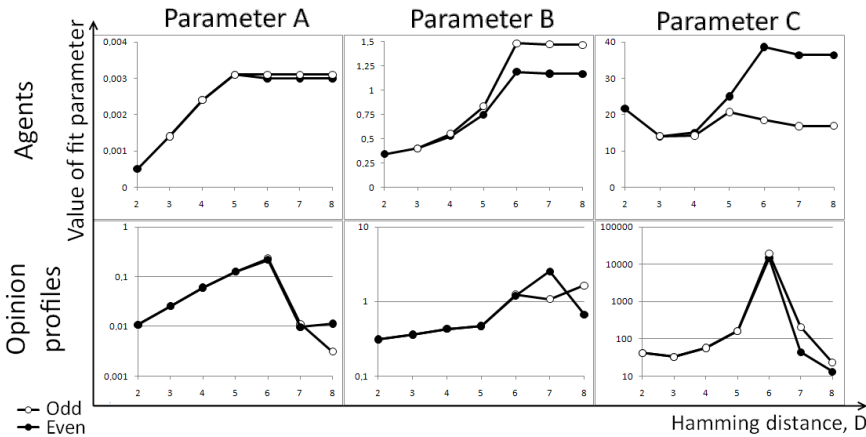 Parameter A Parameter B Parameter C
Value of fit parameter
Agents
0,004
0,003
0,002
0,001
0
2 3 4 5 6 7 8
1,5
1,25
1
0,75
0,5
0,25
0
2 3 4 5 6 7 8
40
30
20
10
0
2 3 4 5 6 7 8
Opinion
profiles
1
0,1
0,01
0,001
2 3 4 5 6 7 8
10
1
0,1
2 3 4 5 6 7 8
100000
10000
1000
100
10
2 3 4 5 6 7 8
Odd
Even
Hamming distance, D